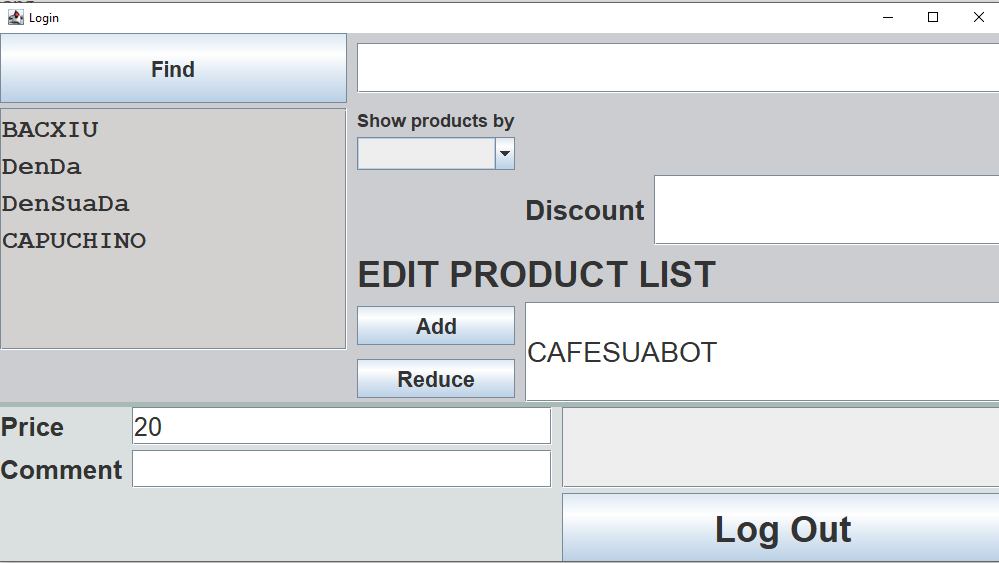 Login
Find
BACXIU
DenDa
DenSuaDa
CAPUCHINO
Show products by
Discount
EDIT PRODUCT LIST
Add
CAFESUABOT
Reduce
Price
20
Comment
Log Out